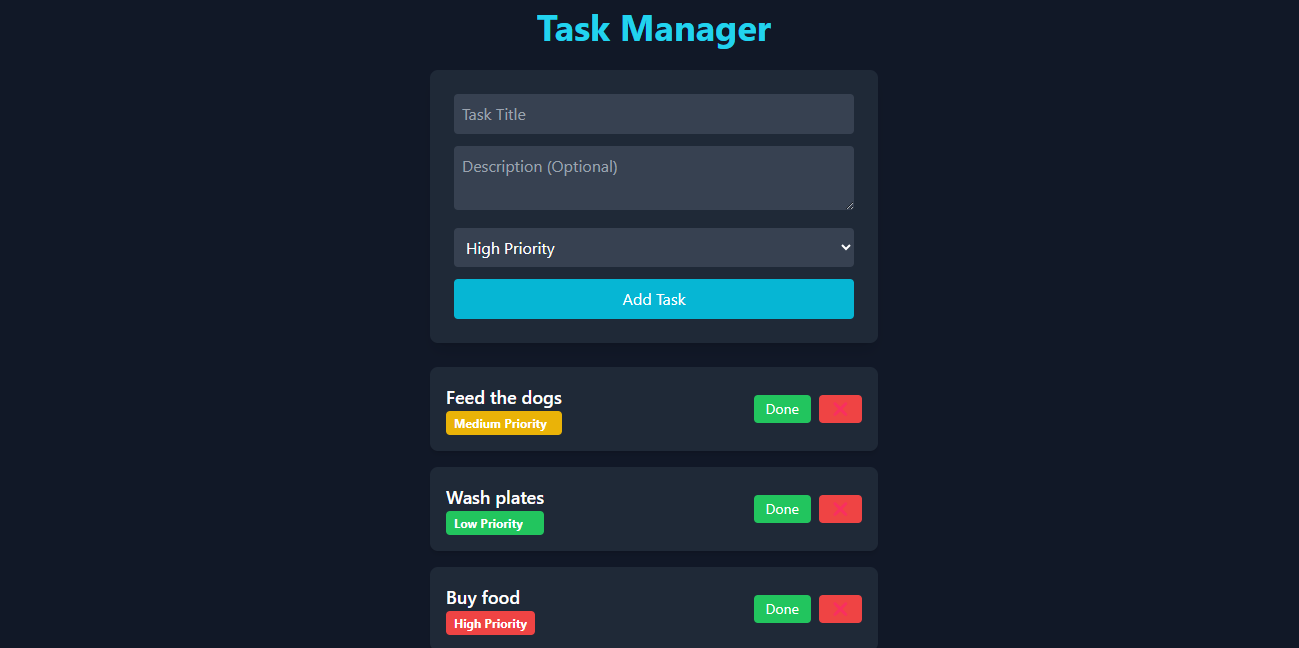 Task Manager
Task Title
Description (Optional)
High Priority
Add Task
Feed the dogs
Medium Priority
Done
Wash plates
Low Priority
Done
Buy food
High Priority
Done